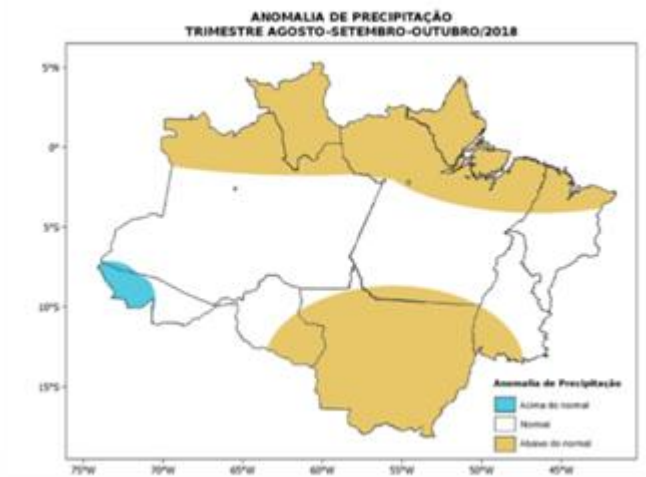 ANOMALIA DE PRECIPITAÇÃO
TRIMESTRE AGOSTO-SETEMBRO-OUTUBRO/2018
5°N
0°
5°S
10°S
15°S
Anomalia de Precipitação
Acima do normal
Normal
Abaixo do normal
75°W 70°W 65°W 60°W 55°W 50°W 45°W